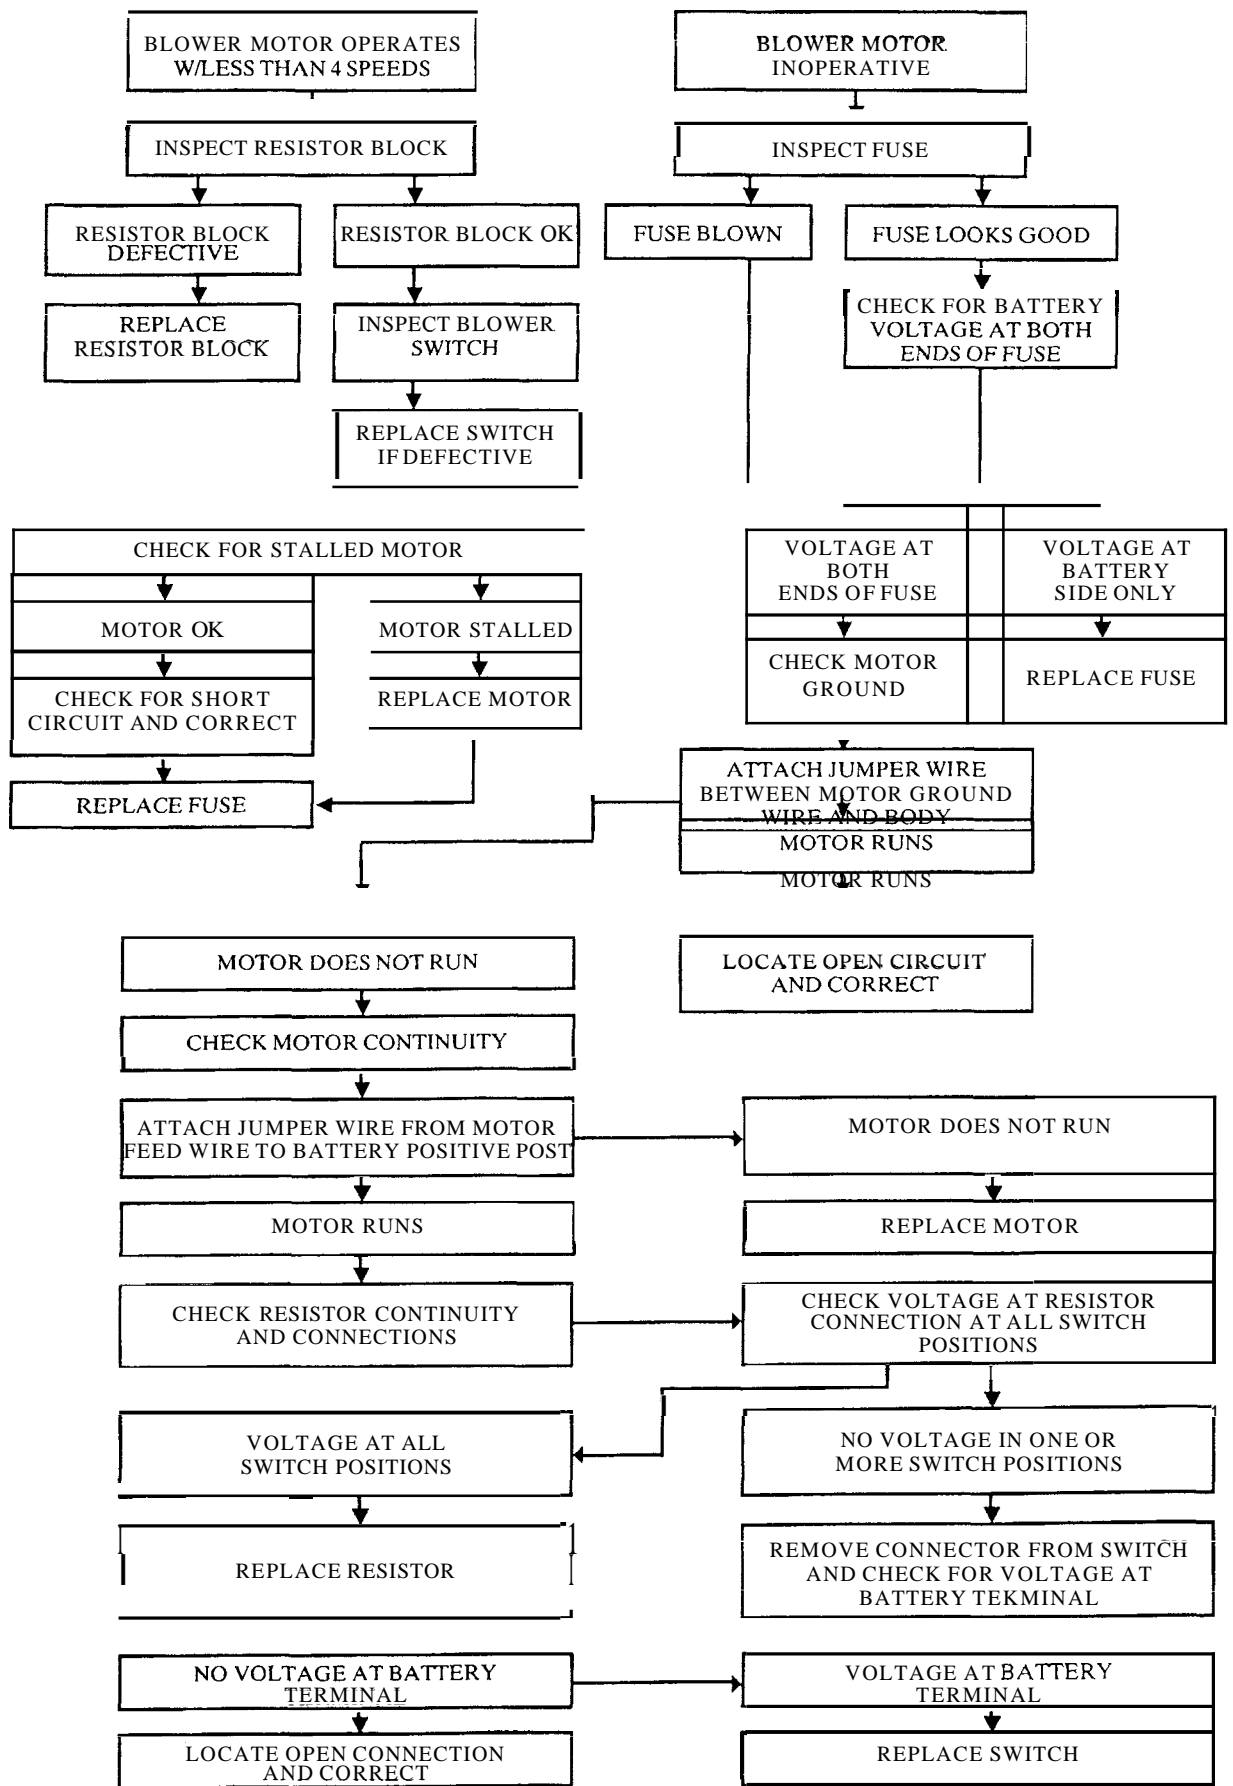 BLOWER MOTOR OPERATES
W/LESS THAN 4 SPEEDS
BLOWER MOTOR
INOPERATIVE
INSPECT RESISTOR BLOCK
INSPECT FUSE
RESISTOR BLOCK
DEFECTIVE
RESISTOR BLOCK OK
FUSE BLOWN
FUSE LOOKS GOOD
REPLACE
RESISTOR BLOCK
INSPECT BLOWER
SWITCH
CHECK FOR BATTERY
VOLTAGE AT BOTH
ENDS OF FUSE
REPLACE SWITCH
IF DEFECTIVE
CHECK FOR STALLED MOTOR
VOLTAGE AT
BOTH
ENDS OF FUSE
VOLTAGE AT
BATTERY
SIDE ONLY
MOTOR OK
MOTOR STALLED
CHECK MOTOR
GROUND
REPLACE FUSE
CHECK FOR SHORT
CIRCUIT AND CORRECT
REPLACE MOTOR
REPLACE FUSE
ATTACH JUMPER WIRE
BETWEEN MOTOR GROUND
WIRE AND BODY
MOTOR RUNS
MOTOR RUNS
MOTOR DOES NOT RUN
LOCATE OPEN CIRCUIT
AND CORRECT
CHECK MOTOR CONTINUITY
ATTACH JUMPER WIRE FROM MOTOR
FEED WIRE TO BATTERY POSITIVE POST
MOTOR DOES NOT RUN
MOTOR RUNS
REPLACE MOTOR
CHECK RESISTOR CONTINUITY
AND CONNECTIONS
CHECK VOLTAGE AT RESISTOR
CONNECTION AT ALL SWITCH
POSITIONS
VOLTAGE AT ALL
SWITCH POSITIONS
NO VOLTAGE IN ONE OR
MORE SWITCH POSITIONS
REPLACE RESISTOR
REMOVE CONNECTOR FROM SWITCH
AND CHECK FOR VOLTAGE AT
BATTERY TEKMINAL
NO VOLTAGE AT BATTERY
TERMINAL
VOLTAGE AT BATTERY
TERMINAL
LOCATE OPEN CONNECTION
AND CORRECT
REPLACE SWITCH